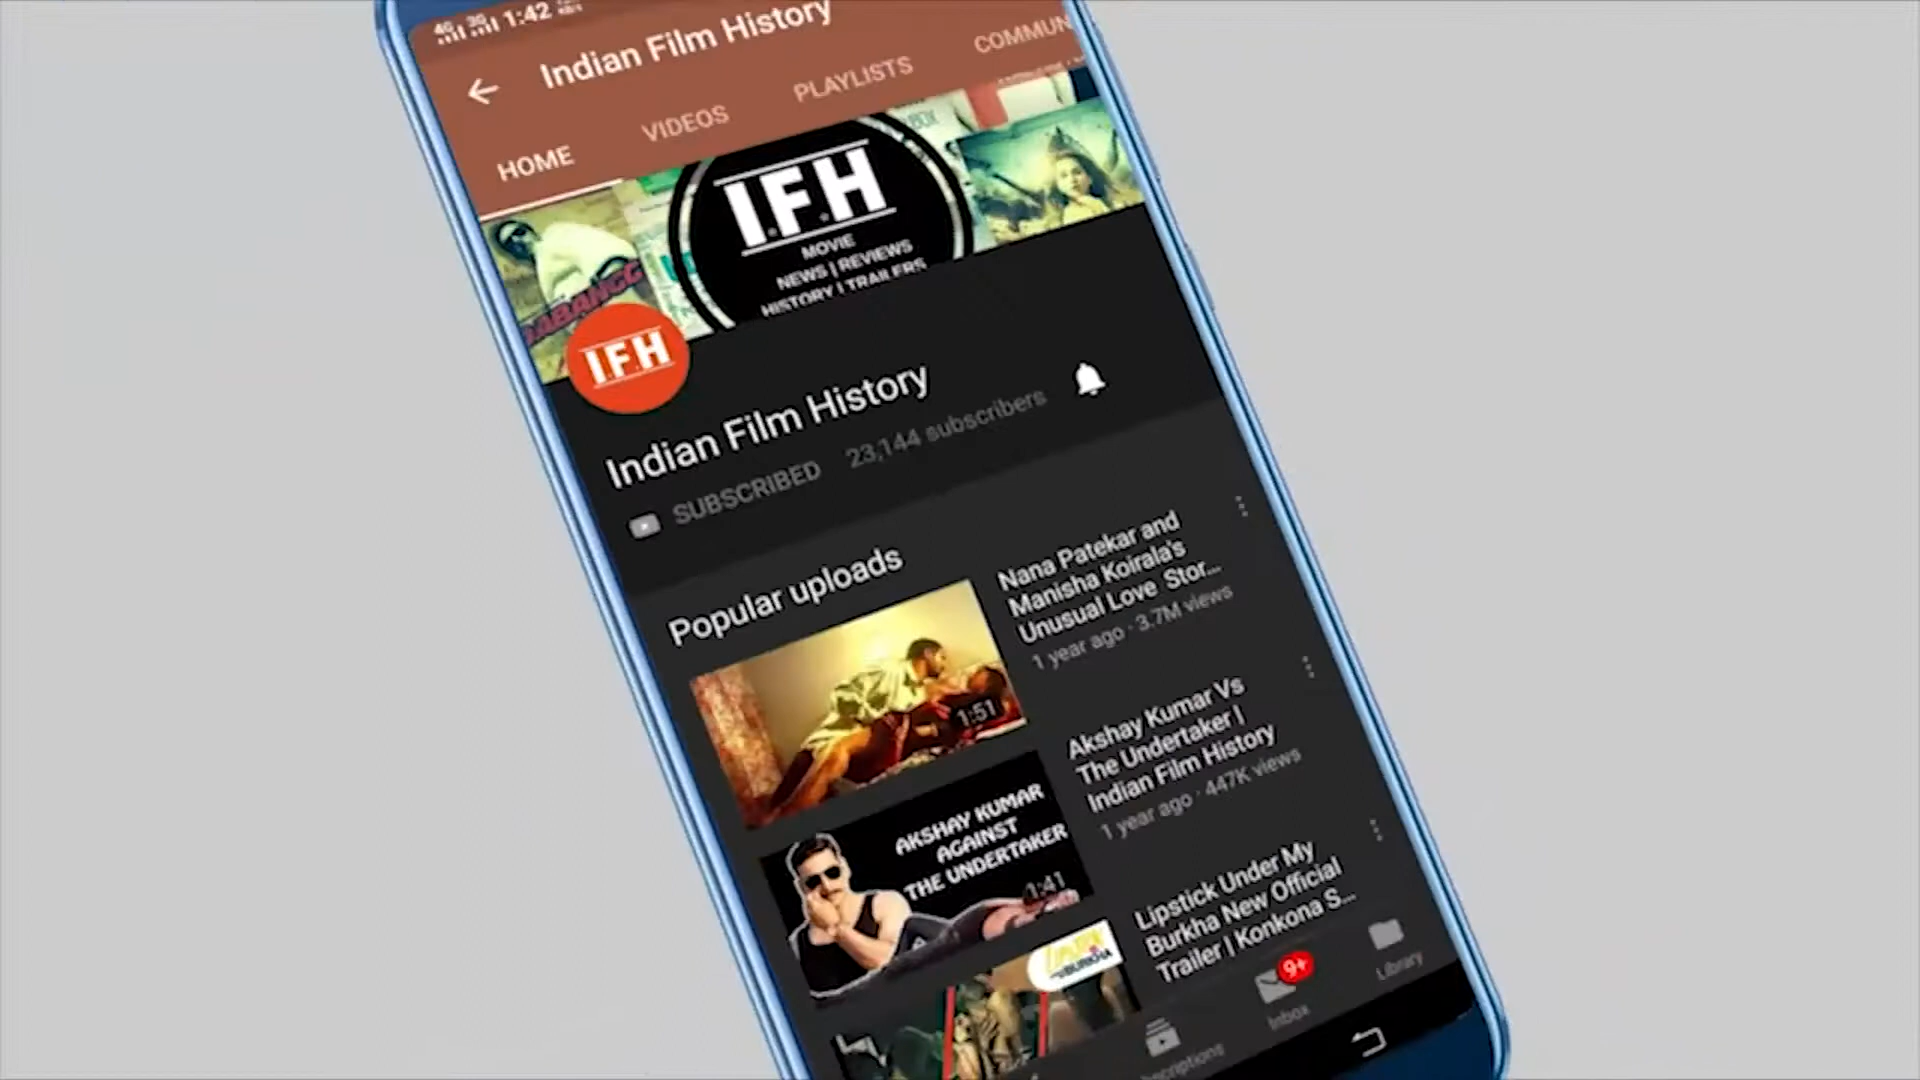 4G 3G 1:42
Indian Film History
HOME
VIDEOS
PLAYLISTS
COMMUN
I.F.H
MOVIE
NEWS | REVIEWS
HISTORY | TRAILERS
DABANGG
I.F.H
Indian Film History
SUBSCRIBED 23,144 subscribers
Popular uploads
1:51
Nana Patekar and
Manisha Koirala's
Unusual Love Stor...
1 year ago · 3.7M views
AKSHAY KUMAR
AGAINST
THE UNDERTAKER
1:41
Akshay Kumar Vs
The Undertaker |
Indian Film History
1 year ago · 447K views
BURKHA
Lipstick Under My
Burkha New Official
Trailer | Konkona S...
9+
Inbox
Library